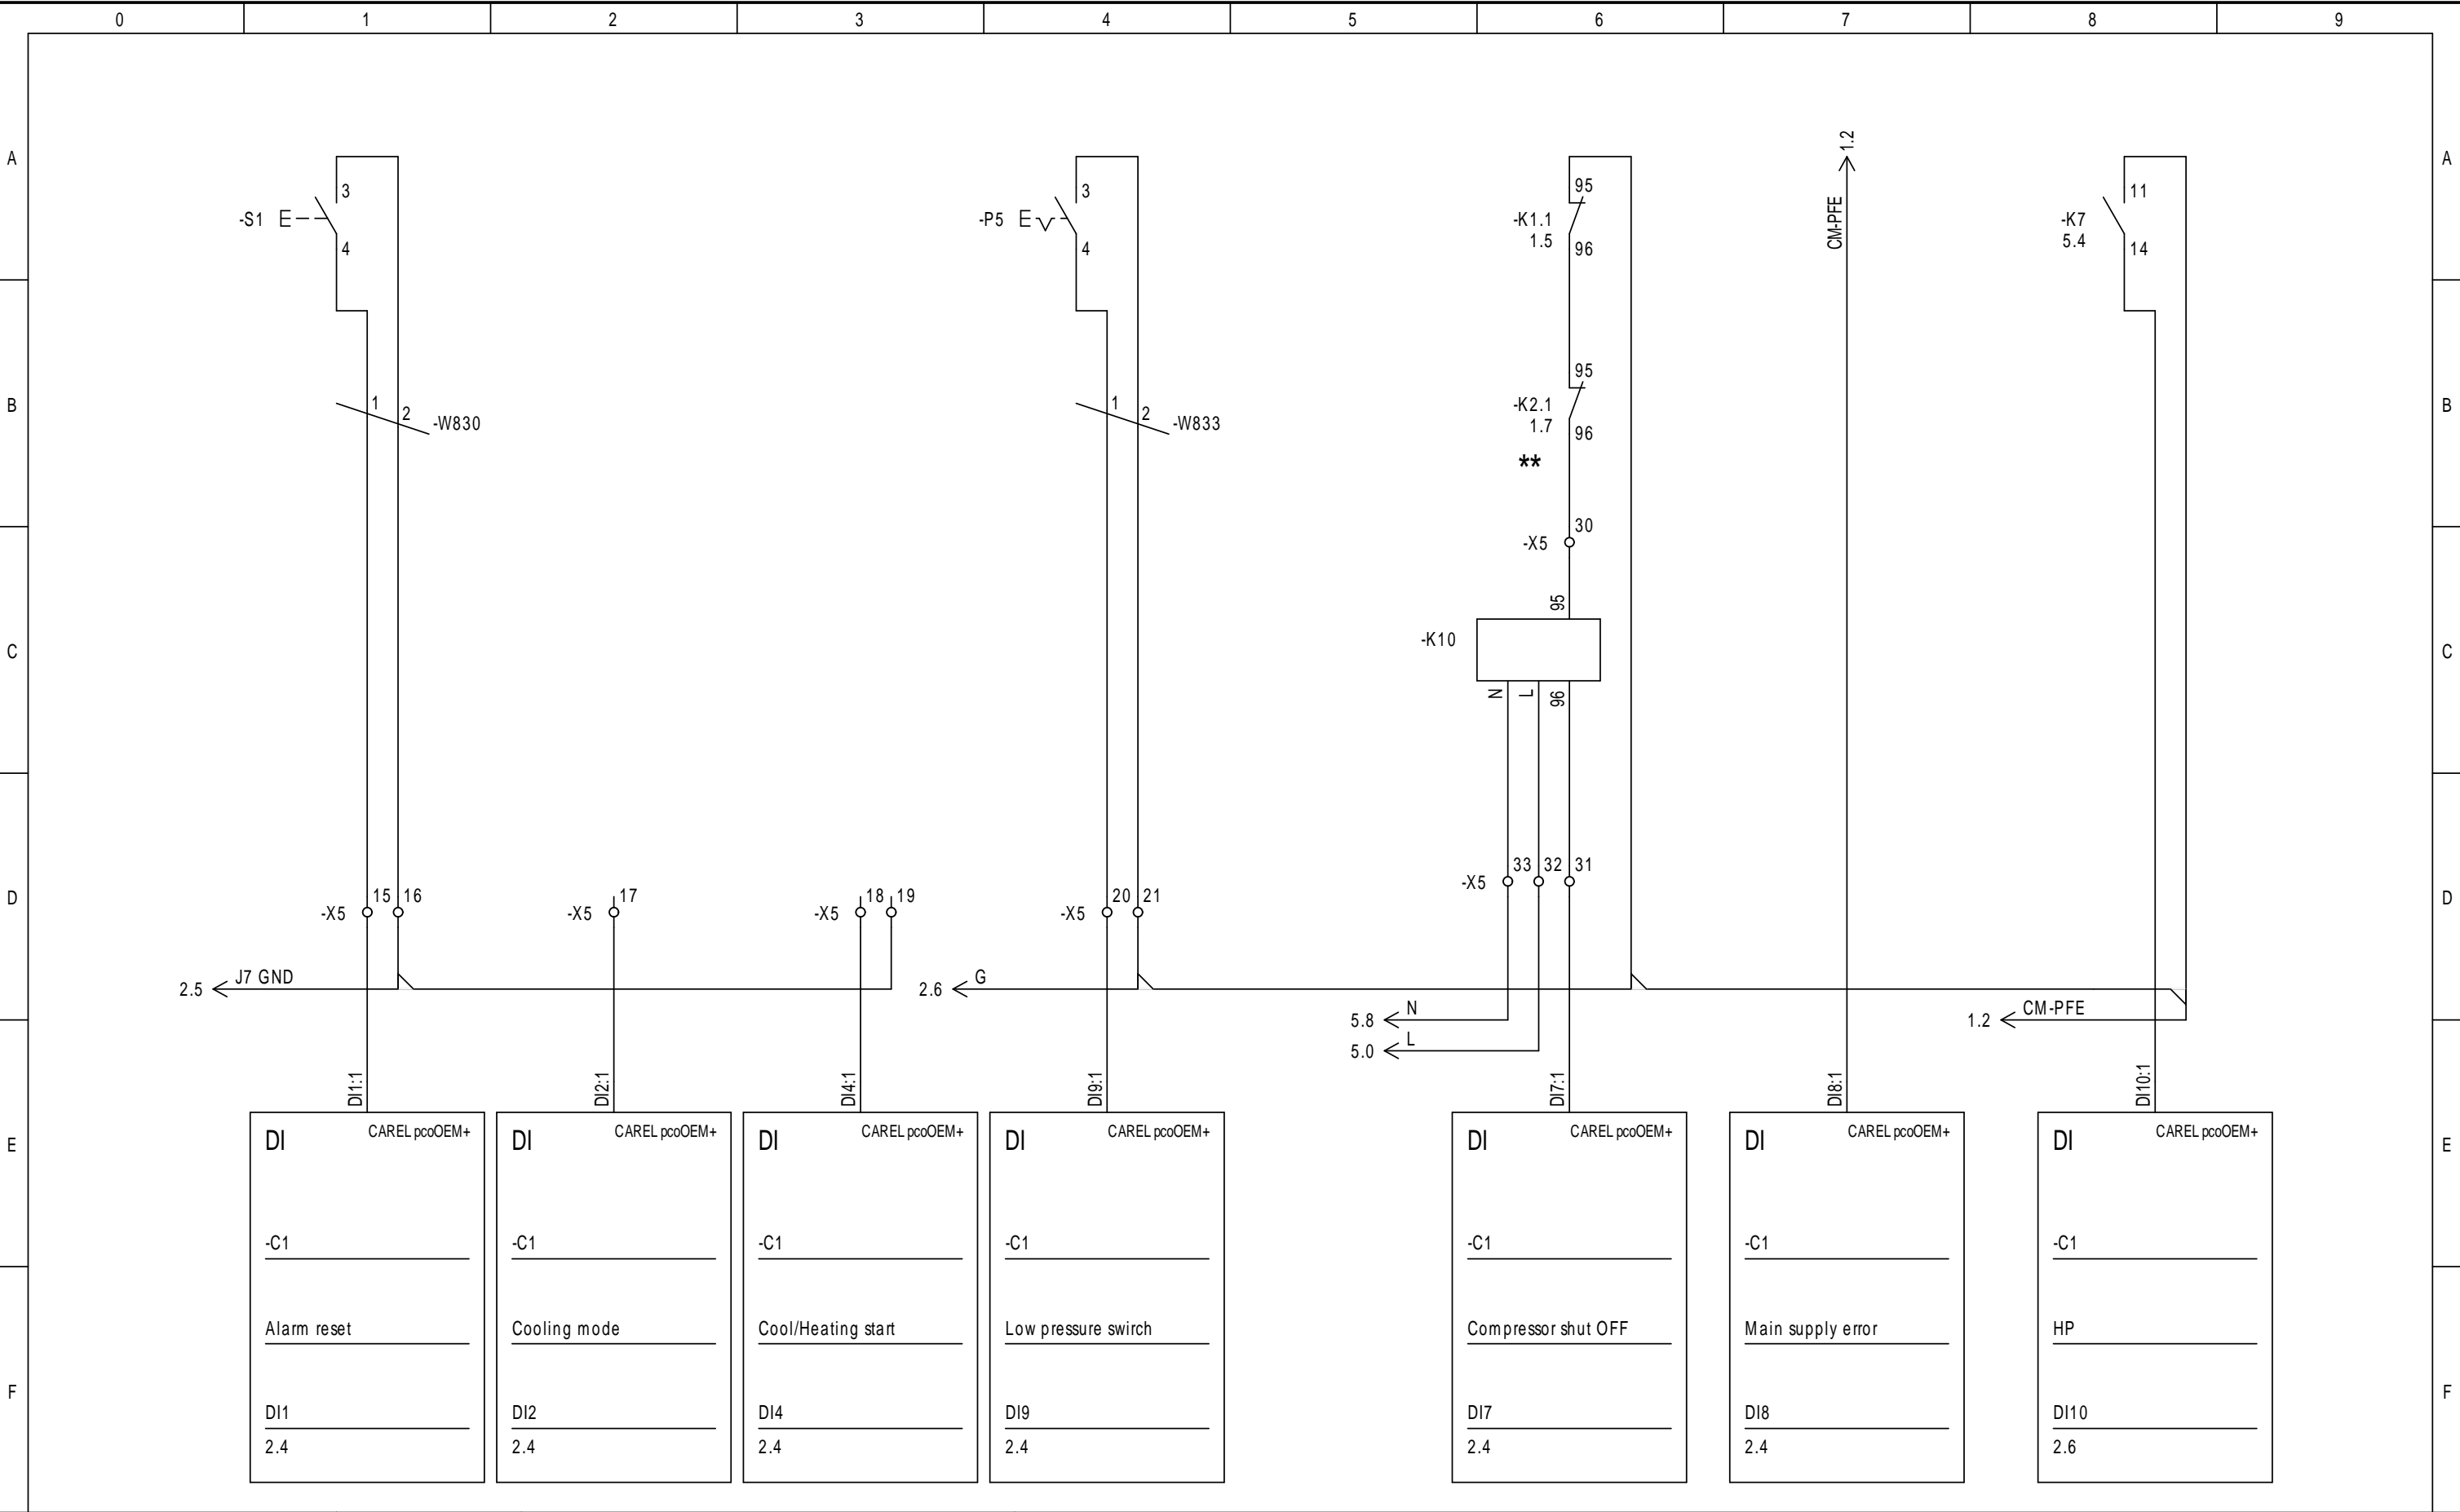 0 1 2 3 4 5 6 7 8 9
A A
B B
C C
D D
E E
F F
-S1
3
4
1
2
-W830
-X5
15
16
2.5
J7 GND
DI1:1
-X5
17
DI2:1
-X5
18
19
DI4:1
-P5
3
4
1
2
-W833
-X5
20
21
2.6
G
DI9:1
-K1.1
1.5
95
96
-K2.1
1.7
95
96
**
-X5
30
95
-K10
N
L
96
-X5
33
32
31
5.8
N
5.0
L
DI7:1
1.2
CM-PFE
DI8:1
-K7
5.4
11
14
1.2
CM-PFE
DI10:1
DI
CAREL pcoOEM+
-C1
Alarm reset
DI1
2.4
DI
CAREL pcoOEM+
-C1
Cooling mode
DI2
2.4
DI
CAREL pcoOEM+
-C1
Cool/Heating start
DI4
2.4
DI
CAREL pcoOEM+
-C1
Low pressure swirch
DI9
2.4
DI
CAREL pcoOEM+
-C1
Compressor shut OFF
DI7
2.4
DI
CAREL pcoOEM+
-C1
Main supply error
DI8
2.4
DI
CAREL pcoOEM+
-C1
HP
DI10
2.6